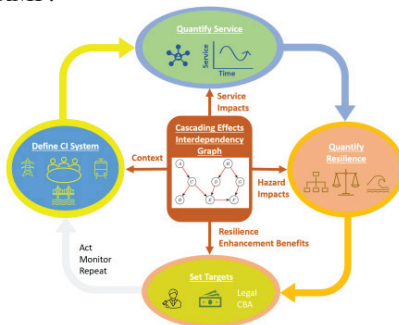 Quantify Service
Service
Time
Service
Impacts
Define CI System
Cascading Effects
Interdependency
Graph
Context
Hazard
Impacts
Quantify
Resilience
Resilience
Enhancement Benefits
Act
Monitor
Repeat
Set Targets
Legal
CBA